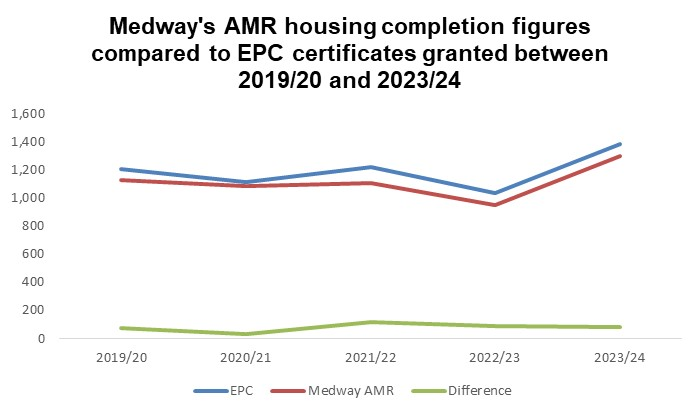 Medway's AMR housing completion figures
compared to EPC certificates granted between
2019/20 and 2023/24
1,600
1,400
1,200
1,000
800
600
400
200
0
2019/20 2020/21 2021/22 2022/23 2023/24
EPC Medway AMR Difference